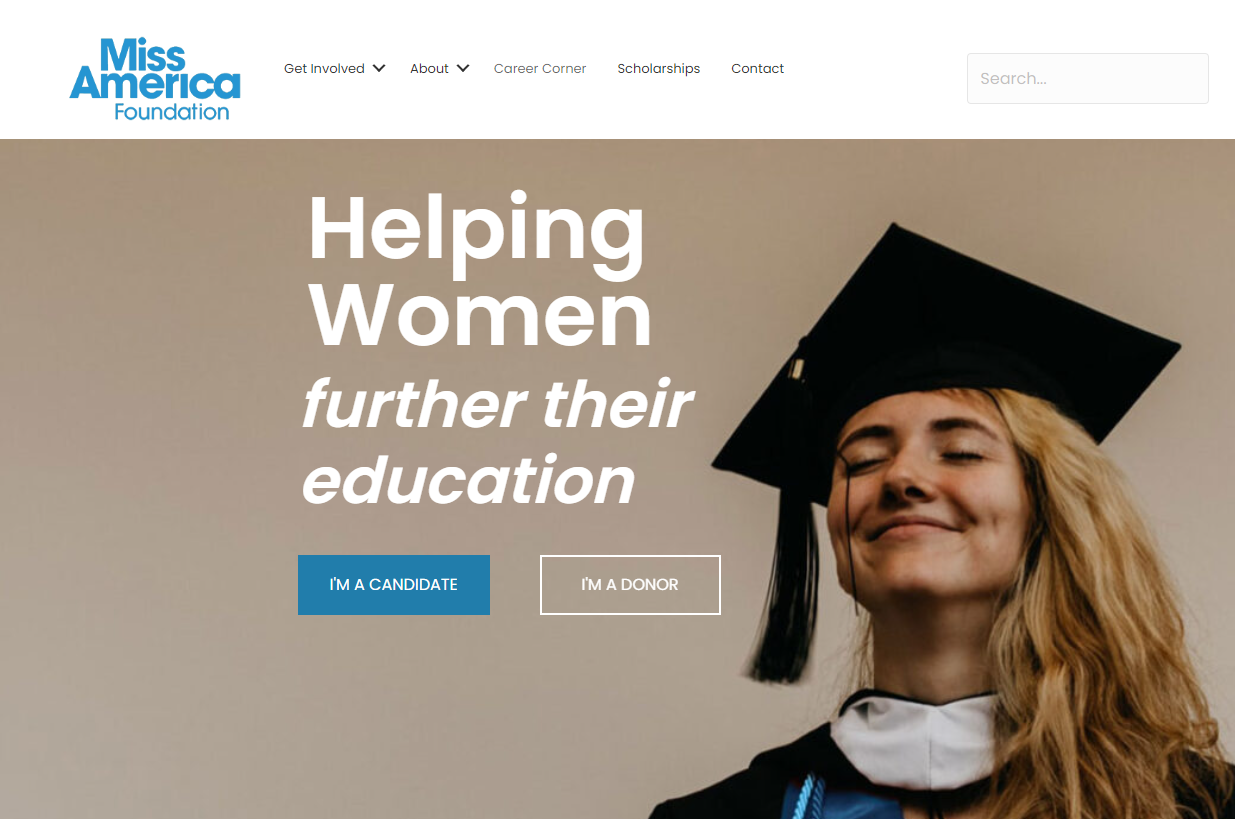 Miss
America
Foundation
Get Involved
About
Career Corner
Scholarships
Contact
Search...
Helping
Women
further their
education
I'M A CANDIDATE
I'M A DONOR